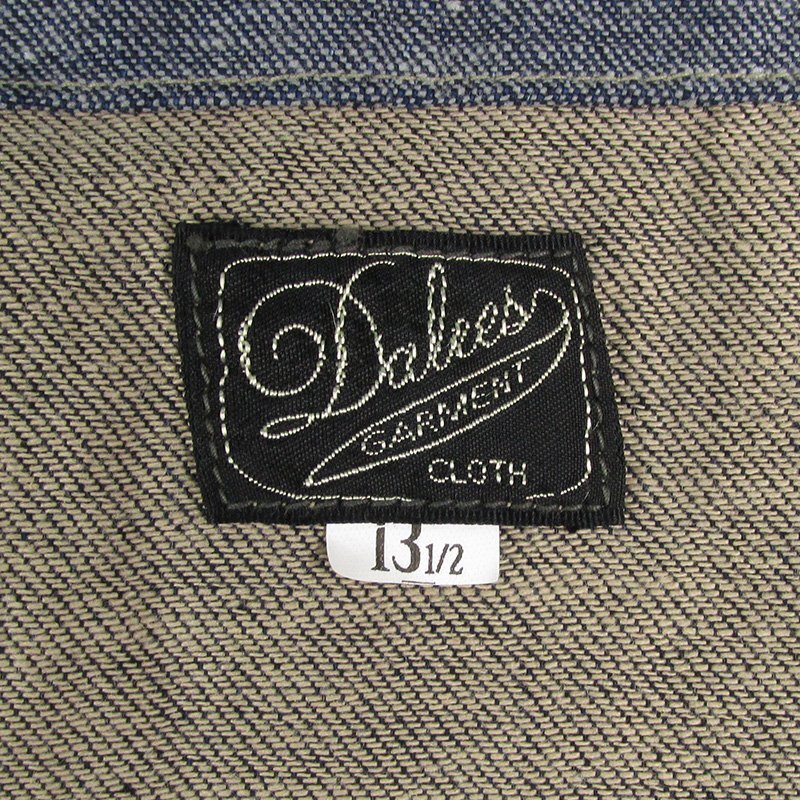 Dalee's
GARMENT
CLOTH
13 1/2